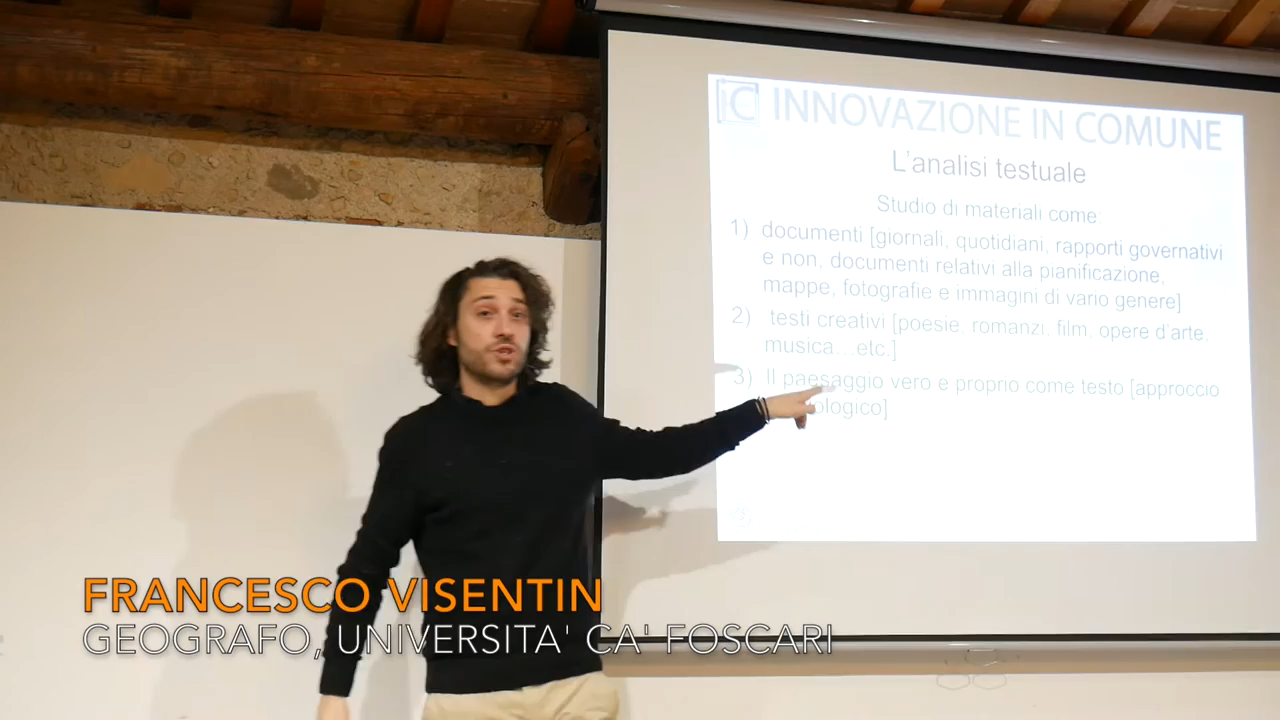 iC INNOVAZIONE IN COMUNE
L'analisi testuale
Studio di materiali come:
1) documenti [giornali, quotidiani, rapporti governativi
e non, documenti relativi alla pianificazione,
mappe, fotografie e immagini di vario genere]
2) testi creativi [poesie, romanzi, film, opere d'arte,
musica...etc.]
3) Il paesaggio vero e proprio come testo [approccio
ologico]
FRANCESCO VISENTIN
GEOGRAFO, UNIVERSITA' CA' FOSCARI